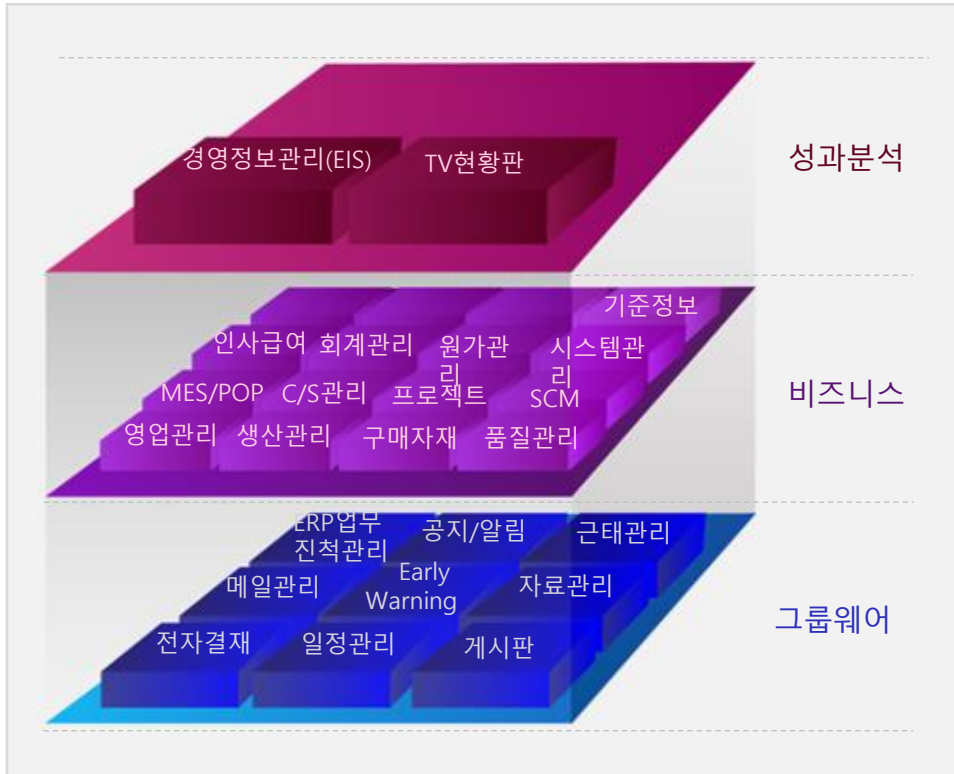 경영정보관리(EIS)
TV현황판
성과분석
기준정보
인사급여
회계관리
원가관
리
시스템관
리
MES/POP
C/S관리
프로젝트
SCM
비즈니스
영업관리
생산관리
구매자재
품질관리
ERP업무
진척관리
공지/알림
근태관리
메일관리
Early
Warning
자료관리
그룹웨어
전자결재
일정관리
게시판